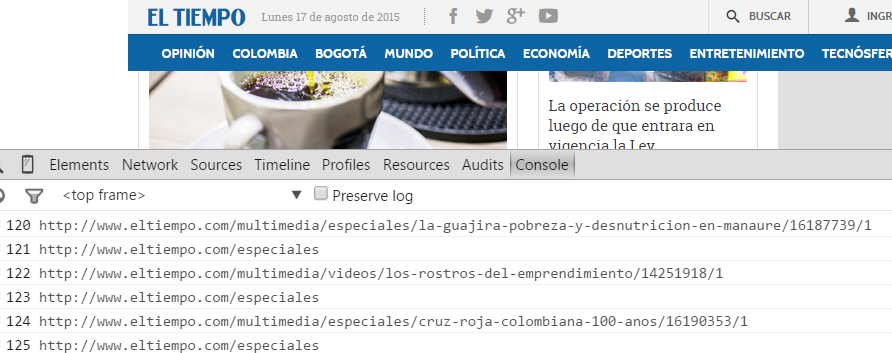 EL TIEMPO Lunes 17 de agosto de 2015 BUSCAR
OPINIÓN COLOMBIA BOGOTÁ MUNDO POLÍTICA ECONOMÍA DEPORTES ENTRETENIMIENTO
La operación se produce
luego de que entrara en
vigencia la Ley
Elements Network Sources Timeline Profiles Resources Audits Console
<top frame> Preserve log
120 http://www.eltiempo.com/multimedia/especiales/la-guajira-pobreza-y-desnutricion-en-manaure/16187739/1
121 http://www.eltiempo.com/especiales
122 http://www.eltiempo.com/multimedia/videos/los-rostros-del-emprendimiento/14251918/1
123 http://www.eltiempo.com/especiales
124 http://www.eltiempo.com/multimedia/especiales/cruz-roja-colombiana-100-anos/16190353/1
125 http://www.eltiempo.com/especiales